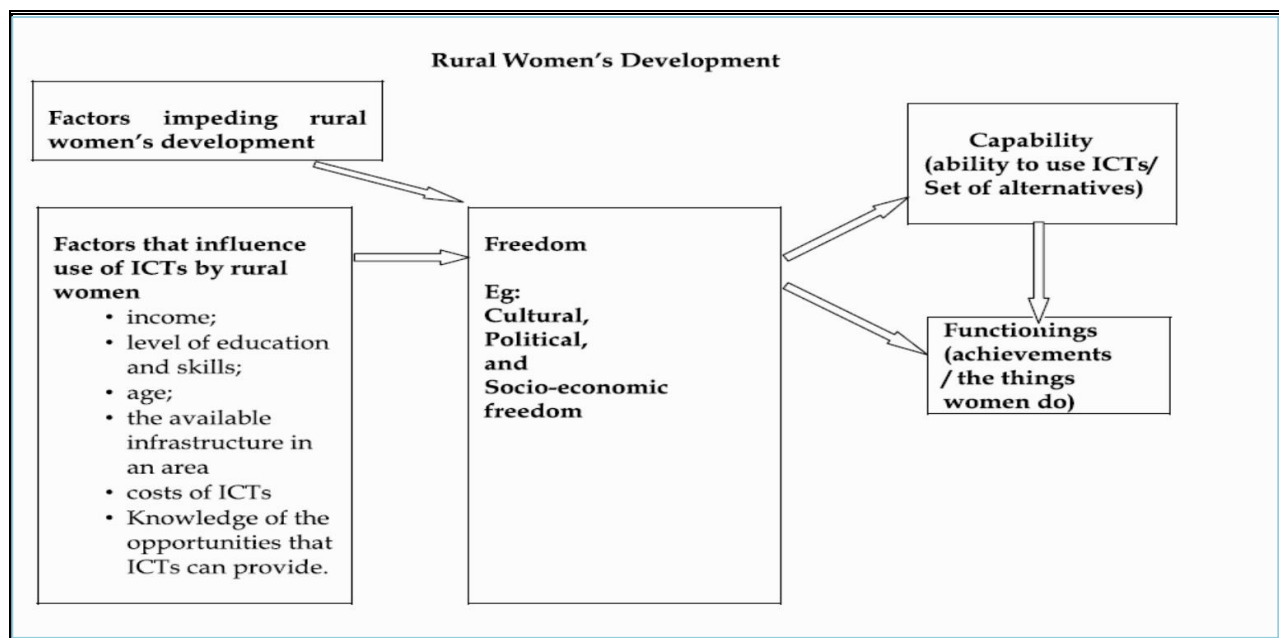 Rural Women's Development
Factors impeding rural
women's development
Factors that influence
use of ICTs by rural
women
• income;
• level of education
and skills;
• age;
• the available
infrastructure in
an area
• costs of ICTs
• Knowledge of the
opportunities that
ICTs can provide.
Freedom
Eg:
Cultural,
Political,
and
Socio-economic
freedom
Capability
(ability to use ICTs/
Set of alternatives)
Functionings
(achievements
/ the things
women do)